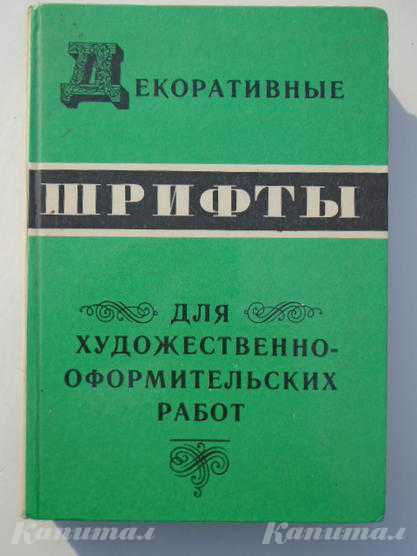 ДЕКОРАТИВНЫЕ
ШРИФТЫ
ДЛЯ
ХУДОЖЕСТВЕННО-
ОФОРМИТЕЛЬСКИХ
РАБОТ
Капитал Капитал